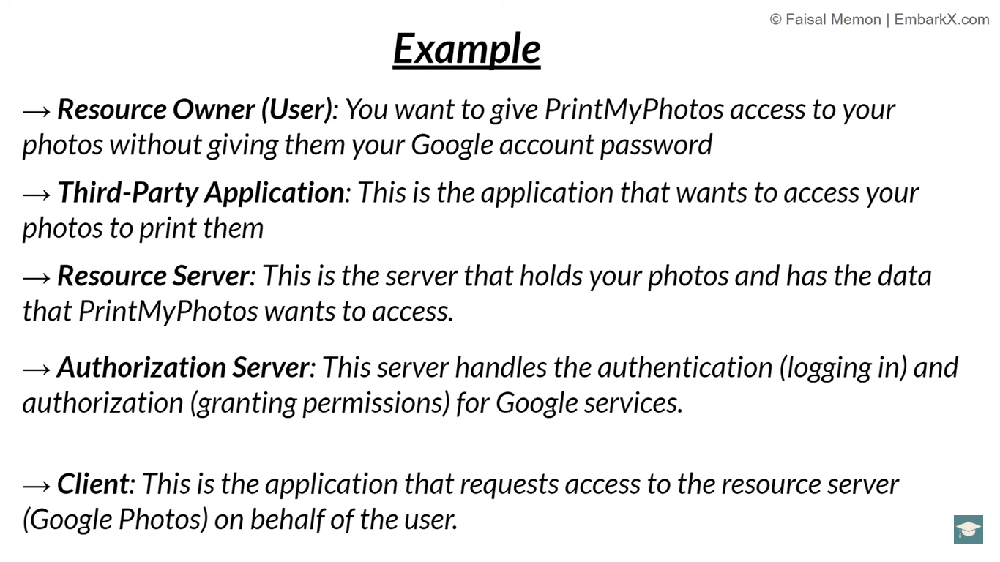 © Faisal Memon | EmbarkX.com
Example
→ Resource Owner (User): You want to give PrintMyPhotos access to your
photos without giving them your Google account password
→ Third-Party Application: This is the application that wants to access your
photos to print them
→ Resource Server: This is the server that holds your photos and has the data
that PrintMyPhotos wants to access.
→ Authorization Server: This server handles the authentication (logging in) and
authorization (granting permissions) for Google services.
→ Client: This is the application that requests access to the resource server
(Google Photos) on behalf of the user.